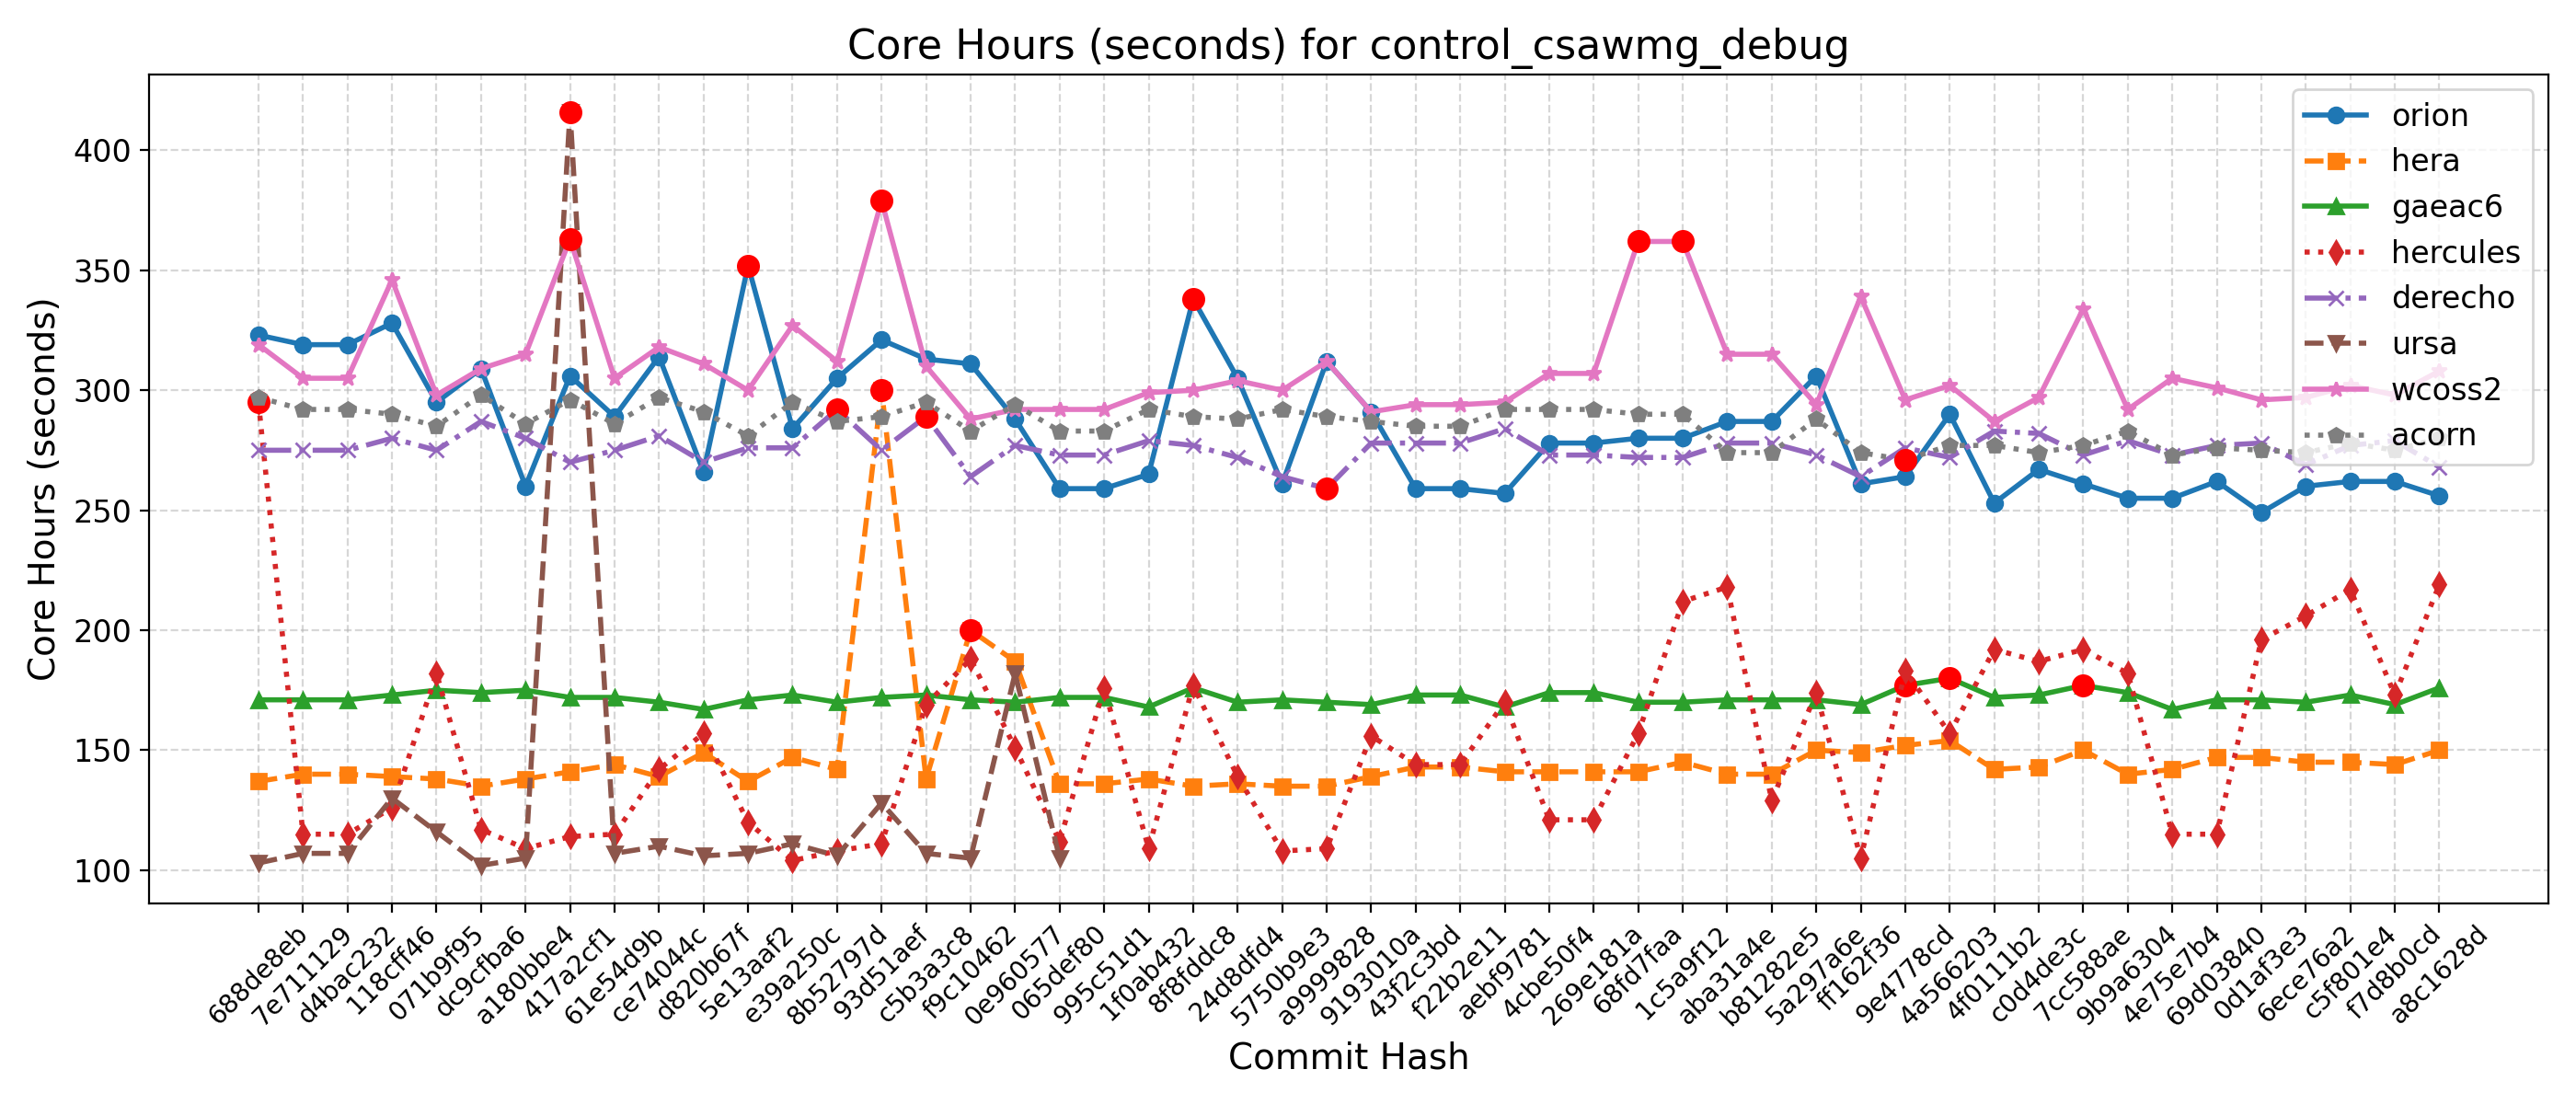 Core Hours (seconds) for control_csawmg_debug
Core Hours (seconds)
400
350
300
250
200
150
100
orion
hera
gaeac6
hercules
derecho
ursa
wcoss2
acorn
688de8eb
7e711129
d4bac232
118cff46
071b9f95
dc9cfba6
a180bbe4
417a2cf1
61e54d9b
ce74044c
d820b67f
5e13aaf2
e39a250c
8b52797d
93d51aef
c5b3a3c8
f9c10462
0e960577
065def80
995c51d1
1f0ab432
8f8fddc8
24d8dfd4
5750b9e3
a9999828
9193010a
43f2c3bd
f22b2e11
aebf9781
4cbe50f4
269e181a
68fd7faa
1c5a9f12
aba31a4e
b81282e5
5a297a6e
ff162f36
9e4778cd
4a566203
4f0111b2
c0d4de3c
7cc588ae
9b9a6304
4e75e7b4
69d03840
0d1af3e3
6ece76a2
c5f801e4
f7d8b0cd
a8c1628d
Commit Hash